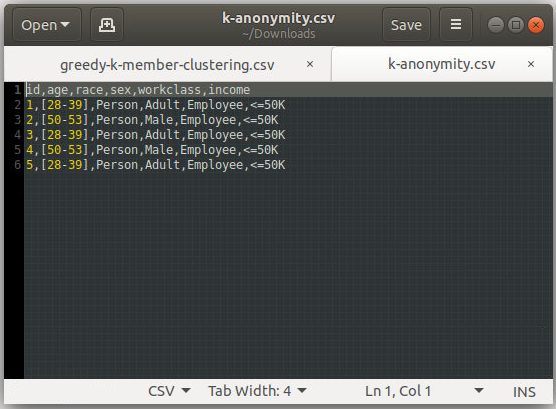 Open k-anonymity.csv Save
~/Downloads
greedy-k-member-clustering.csv × k-anonymity.csv ×
1 id,age,race,sex,workclass,income
2 1,[28-39],Person,Adult,Employee,<=50K
3 2,[50-53],Person,Male,Employee,<=50K
4 3,[28-39],Person,Adult,Employee,<=50K
5 4,[50-53],Person,Male,Employee,<=50K
6 5,[28-39],Person,Adult,Employee,<=50K
CSV Tab Width: 4 Ln 1, Col 1 INS